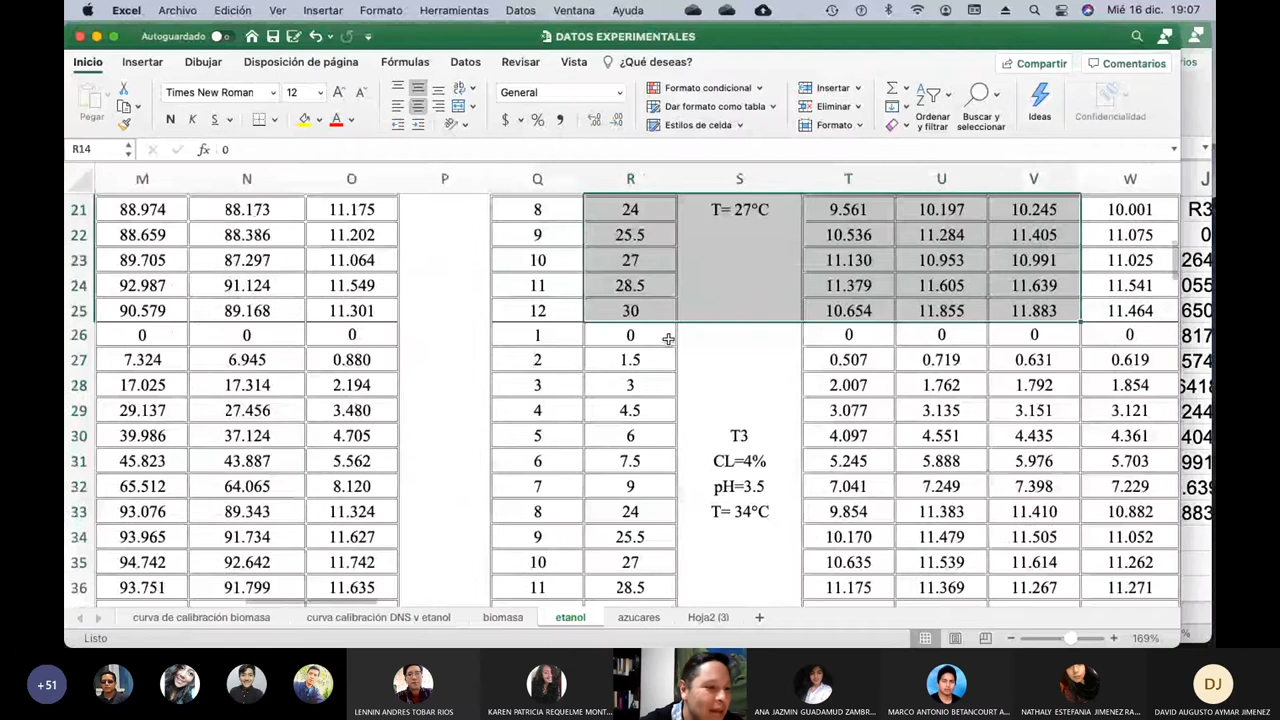 Excel Archivo Edición Ver Insertar Formato Herramientas Datos Ventana Ayuda Mié 16 dic. 19:07
Autoguardado DATOS EXPERIMENTALES
Inicio Insertar Dibujar Disposición de página Fórmulas Datos Revisar Vista ¿Qué desea? Compartir Comentarios
Pegar Times New Roman 12 General Formato condicional Insertar
N K S Dar formato como tabla Eliminar Ordenar y filtrar Buscar y seleccionar Ideas Confidencialidad
Estilos de celda Formato
R14 fx 0
M N O P Q R S T U V W J
21 88.974 88.173 11.175 8 24 T= 27°C 9.561 10.197 10.245 10.001 R3
22 88.659 88.386 11.202 9 25.5 10.536 11.284 11.405 11.075 0
23 89.705 87.297 11.064 10 27 11.130 10.953 10.991 11.025 264
24 92.987 91.124 11.549 11 28.5 11.379 11.605 11.639 11.541 055
25 90.579 89.168 11.301 12 30 10.654 11.855 11.883 11.464 650
26 0 0 0 1 0 0 0 0 0 817
27 7.324 6.945 0.880 2 1.5 0.507 0.719 0.631 0.619 574
28 17.025 17.314 2.194 3 3 2.007 1.762 1.792 1.854 6418
29 29.137 27.456 3.480 4 4.5 3.077 3.135 3.151 3.121 244
30 39.986 37.124 4.705 5 6 T3 4.097 4.551 4.435 4.361 404
31 45.823 43.887 5.562 6 7.5 CL=4% 5.245 5.888 5.976 5.703 991
32 65.512 64.065 8.120 7 9 pH=3.5 7.041 7.249 7.398 7.229 .639
33 93.076 89.343 11.324 8 24 T= 34°C 9.854 11.383 11.410 10.882 883
34 93.965 91.734 11.627 9 25.5 10.170 11.479 11.505 11.052
35 94.742 92.642 11.742 10 27 10.635 11.539 11.614 11.262
36 93.751 91.799 11.635 11 28.5 11.175 11.369 11.267 11.271
curva de calibración biomasa curva calibración DNS y etanol biomasa etanol azucares Hoja2 (3) +
Listo 169%
+51 LENNIN ANDRES TOBAR RIOS KAREN PATRICIA REQUELME MONT... ANA JAZMIN GUADAMUD ZAMBR... MARCO ANTONIO BETANCOURT A... NATHALY ESTEFANIA JIMENEZ RA... DJ DAVID AUGUSTO AYMAR JIMENEZ